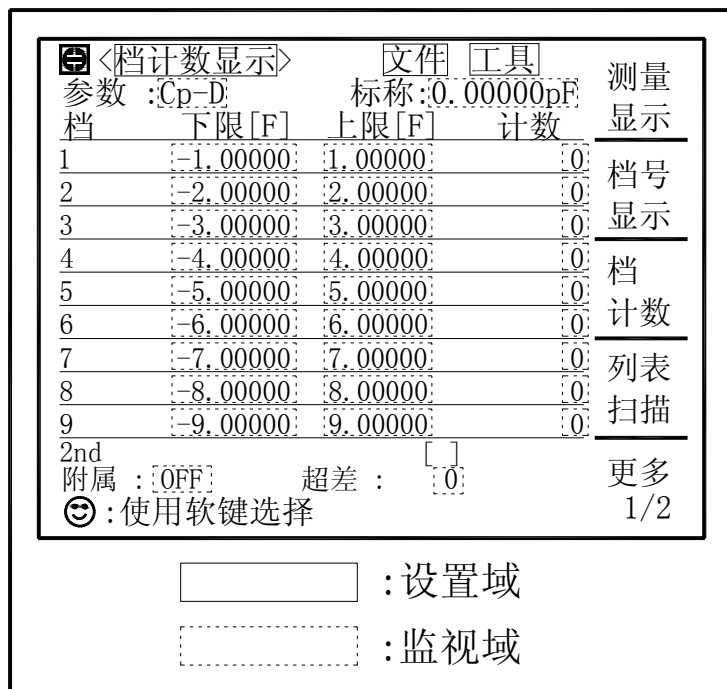 <档计数显示> 文件 工具
参数 :Cp-D 标称:0.00000pF
档 下限[F] 上限[F] 计数
1 -1.00000 1.00000 0
2 -2.00000 2.00000 0
3 -3.00000 3.00000 0
4 -4.00000 4.00000 0
5 -5.00000 5.00000 0
6 -6.00000 6.00000 0
7 -7.00000 7.00000 0
8 -8.00000 8.00000 0
9 -9.00000 9.00000 0
2nd [ ]
附属 :OFF 超差 : 0
:使用软键选择
测量
显示
档号
显示
档
计数
列表
扫描
更多
1/2
:设置域
:监视域